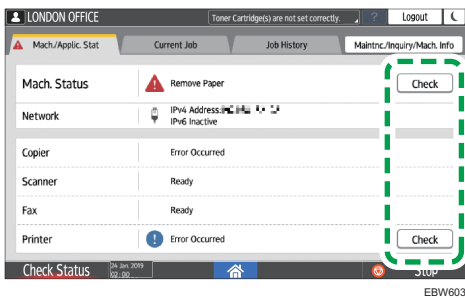 LONDON OFFICE Toner Cartridge(s) are not set correctly. ? Logout
Mach./Applic. Stat Current Job Job History Maintnc./Inquiry/Mach. Info
Mach. Status Remove Paper Check
Network IPv4 Address:
IPv6 Inactive
Copier Error Occurred
Scanner Ready
Fax Ready
Printer Error Occurred Check
Check Status 24 Jan. 2019 Stop
02:00
EBW603